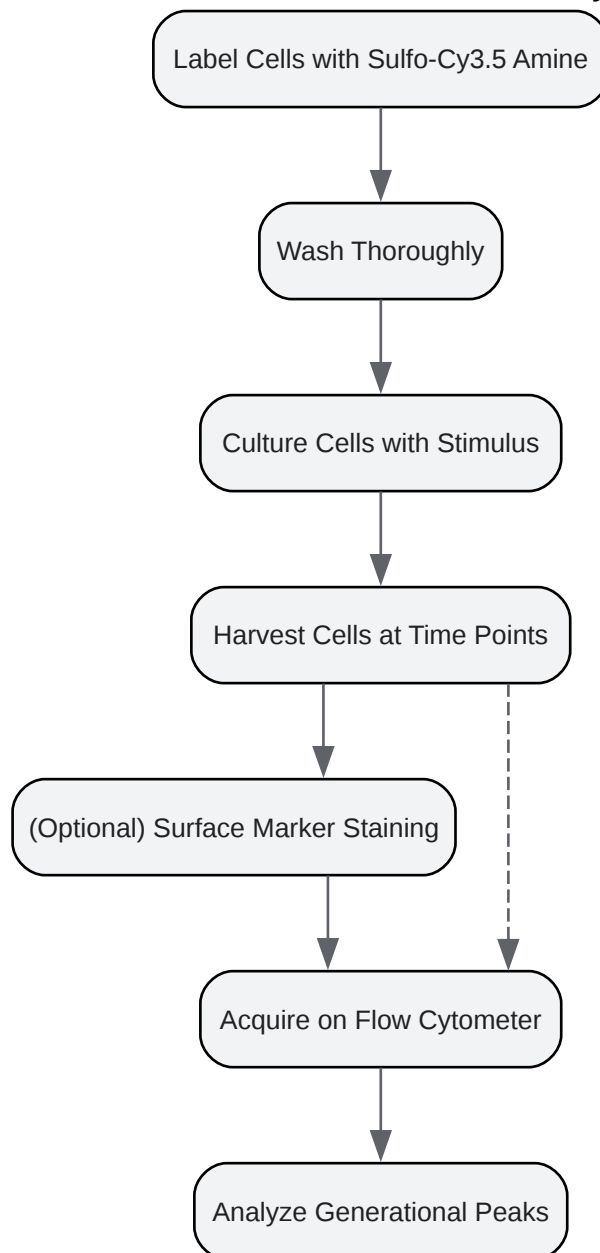 Label Cells with Sulfo-Cy3.5 Amine
Wash Thoroughly
Culture Cells with Stimulus
Harvest Cells at Time Points
(Optional) Surface Marker Staining
Acquire on Flow Cytometer
Analyze Generational Peaks